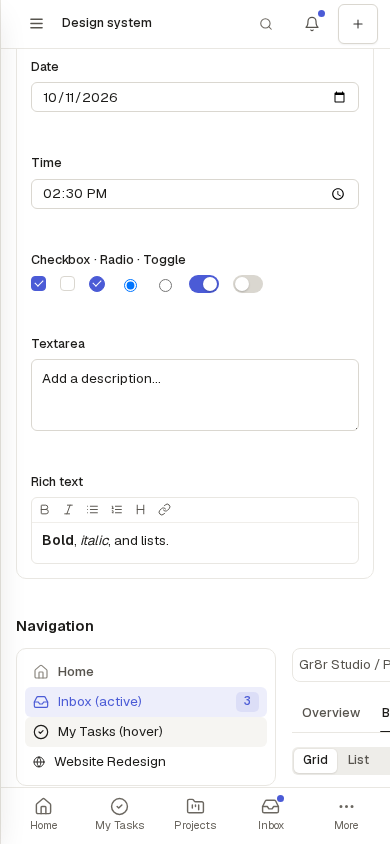 Design system
Date
10/11/2026
Time
02:30 PM
Checkbox · Radio · Toggle
Textarea
Add a description...
Rich text
B I H
Bold, italic, and lists.
Navigation
Home
Inbox (active) 3
My Tasks (hover)
Website Redesign
Gr8r Studio / P
Overview B
Grid List
Home My Tasks Projects Inbox More